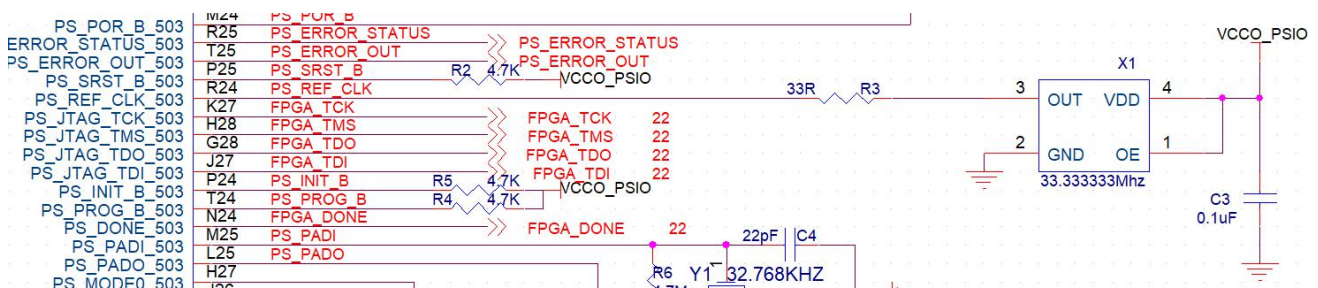 PS_POR_B_503 M24 PS_POR_B
ERROR_STATUS_503 R25 PS_ERROR_STATUS PS_ERROR_STATUS
PS_ERROR_OUT_503 T25 PS_ERROR_OUT PS_ERROR_OUT
PS_SRST_B_503 P25 PS_SRST_B R2 4.7K VCCO_PSIO
PS_REF_CLK_503 R24 PS_REF_CLK 33R R3
PS_JTAG_TCK_503 K27 FPGA_TCK FPGA_TCK 22
PS_JTAG_TMS_503 H28 FPGA_TMS FPGA_TMS 22
PS_JTAG_TDO_503 G28 FPGA_TDO FPGA_TDO 22
PS_JTAG_TDI_503 J27 FPGA_TDI FPGA_TDI 22
PS_INIT_B_503 P24 PS_INIT_B R5 4.7K VCCO_PSIO
PS_PROG_B_503 T24 PS_PROG_B R4 4.7K
PS_DONE_503 N24 FPGA_DONE FPGA_DONE 22
PS_PADI_503 M25 PS_PADI
PS_PADO_503 L25 PS_PADO
PS_MODE0_503 H27
22pF C4
R6 Y1 1 32.768KHZ
VCCO_PSIO
X1
3 OUT VDD 4
2 GND OE 1
33.333333Mhz
C3
0.1uF